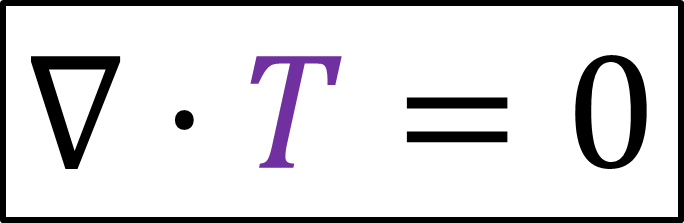 ∇ · T = 0